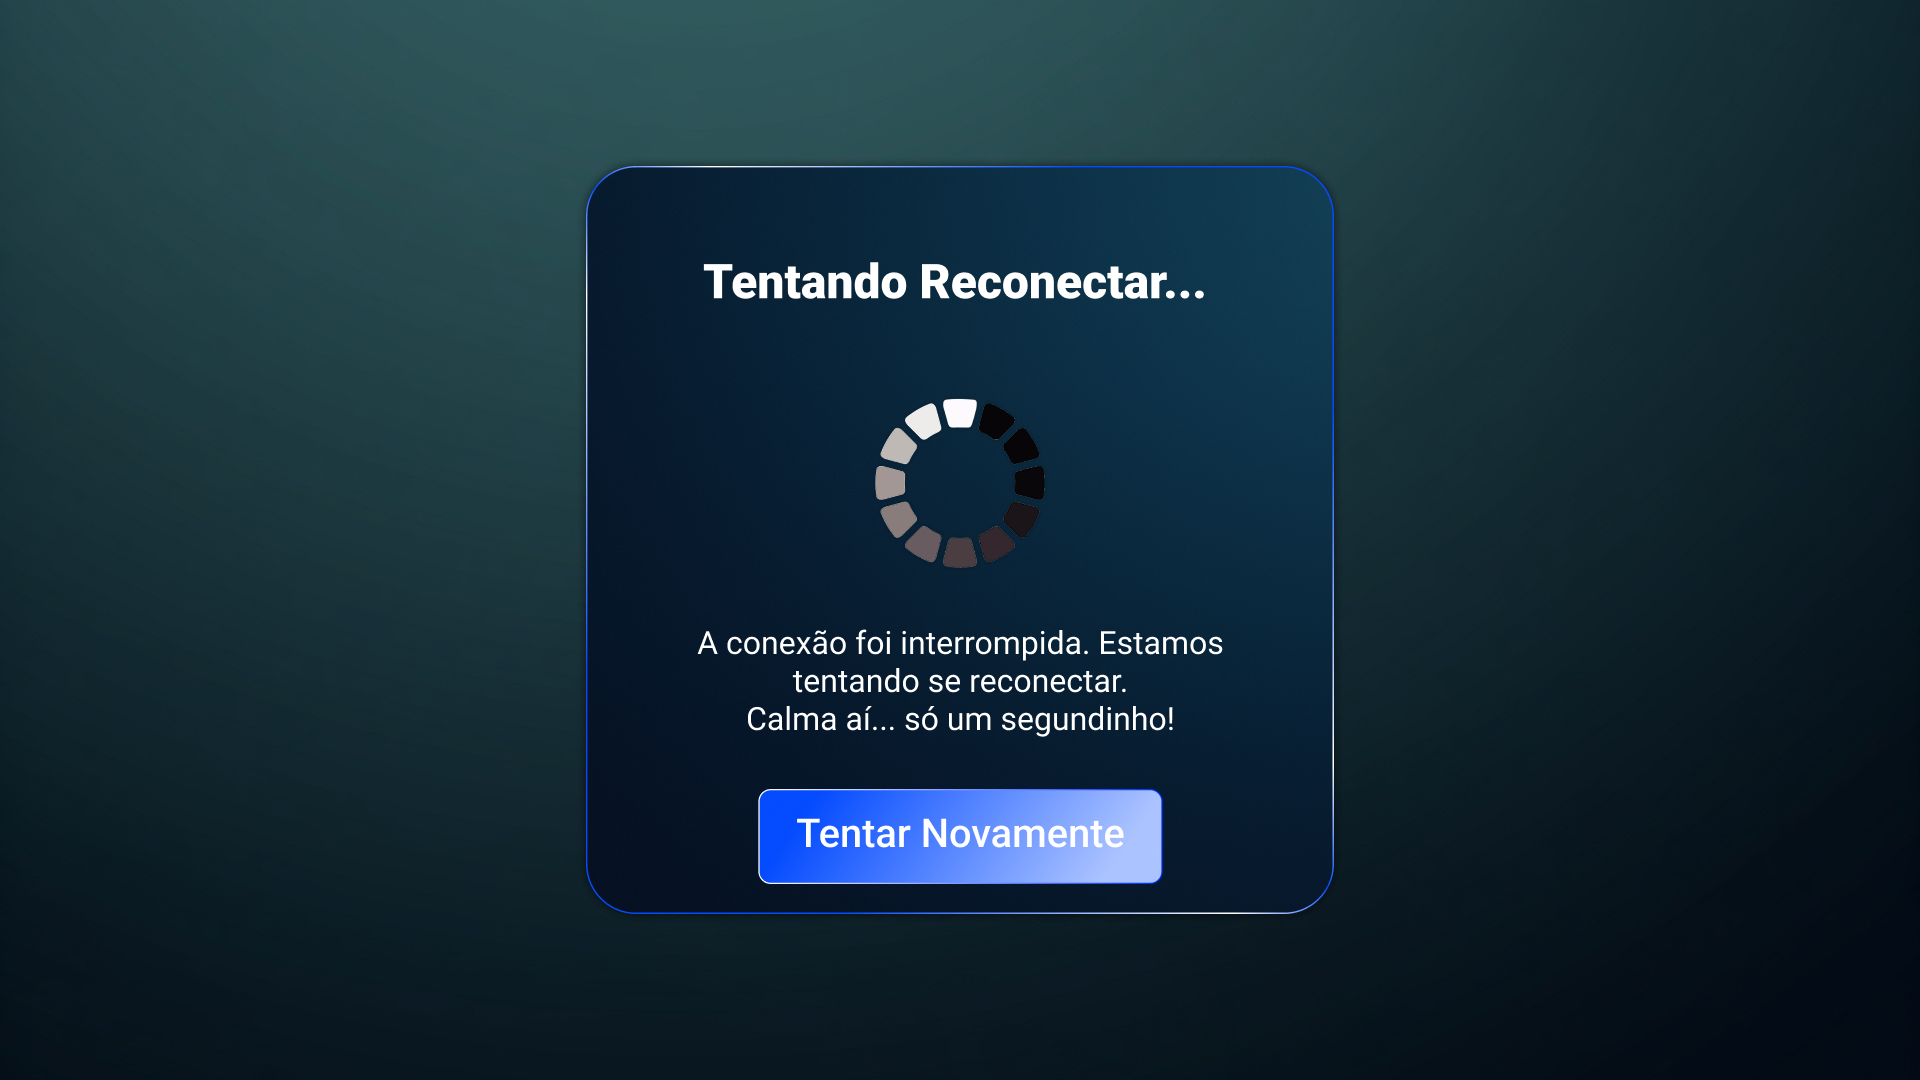 Tentando Reconectar...
A conexão foi interrompida. Estamos
tentando se reconectar.
Calma aí... só um segundinho!
Tentar Novamente